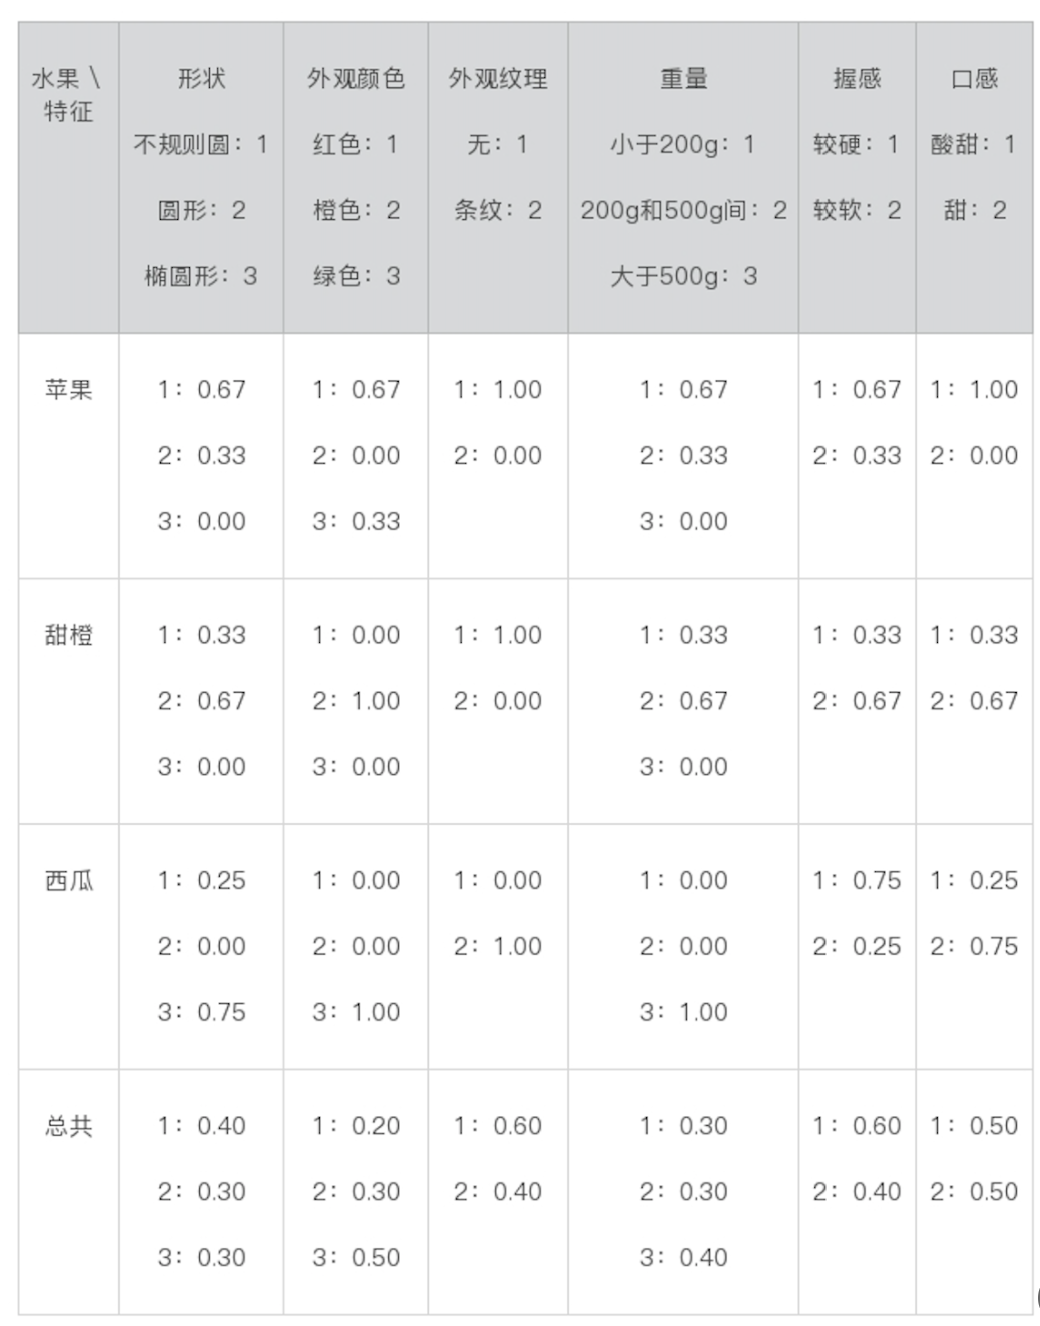 水果 \ 形状 外观颜色 外观纹理 重量 握感 口感
特征
不规则圆：1 红色：1 无：1 小于200g：1 较硬：1 酸甜：1
圆形：2 橙色：2 条纹：2 200g和500g间：2 较软：2 甜：2
椭圆形：3 绿色：3 大于500g：3
苹果 1：0.67 1：0.67 1：1.00 1：0.67 1：0.67 1：1.00
2：0.33 2：0.00 2：0.00 2：0.33 2：0.33 2：0.00
3：0.00 3：0.33 3：0.00
甜橙 1：0.33 1：0.00 1：1.00 1：0.33 1：0.33 1：0.33
2：0.67 2：1.00 2：0.00 2：0.67 2：0.67 2：0.67
3：0.00 3：0.00 3：0.00
西瓜 1：0.25 1：0.00 1：0.00 1：0.00 1：0.75 1：0.25
2：0.00 2：0.00 2：1.00 2：0.00 2：0.25 2：0.75
3：0.75 3：1.00 3：1.00
总共 1：0.40 1：0.20 1：0.60 1：0.30 1：0.60 1：0.50
2：0.30 2：0.30 2：0.40 2：0.30 2：0.40 2：0.50
3：0.30 3：0.50 3：0.40